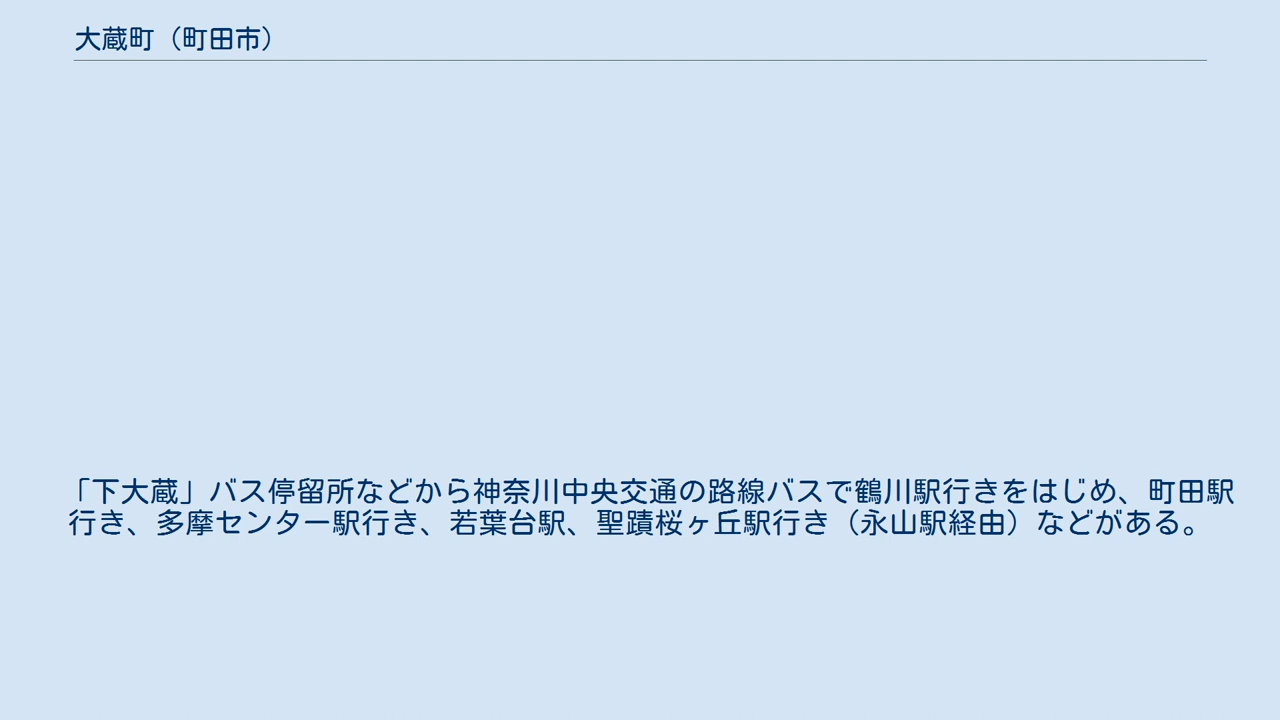 大蔵町（町田市）
「下大蔵」バス停留所などから神奈川中央交通の路線バスで鶴川駅行きをはじめ、町田駅
行き、多摩センター駅行き、若葉台駅、聖蹟桜ヶ丘駅行き（永山駅経由）などがある。